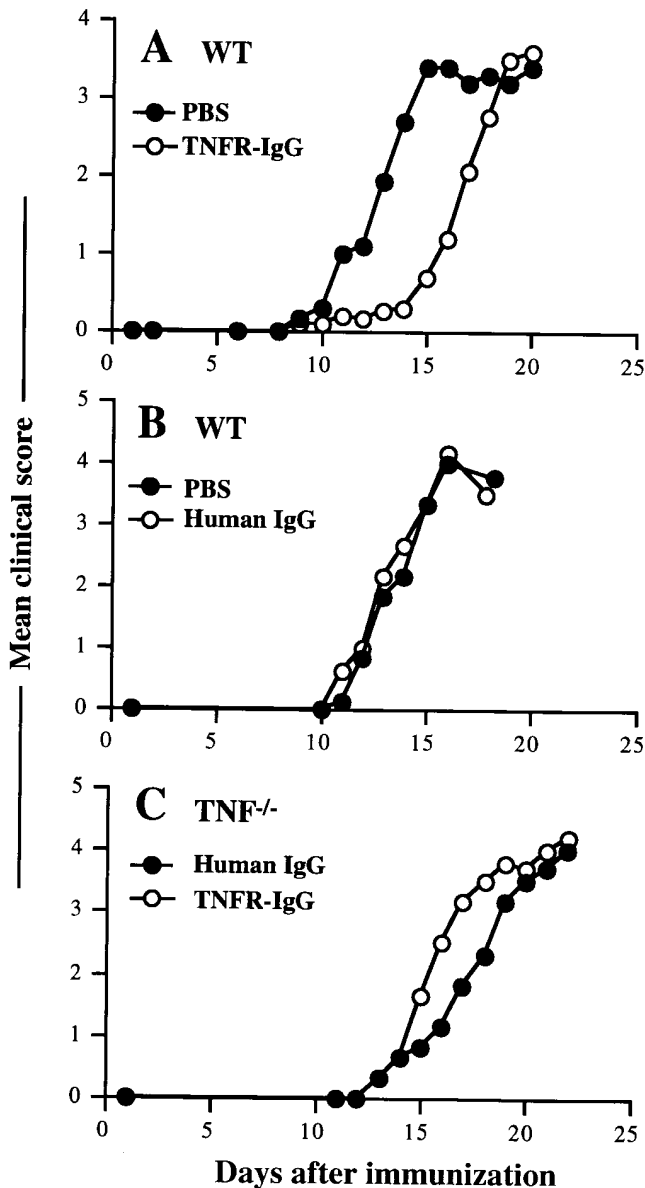 A WT
PBS
TNFR-IgG
4
3
2
1
0
0 5 10 15 20 25
Mean clinical score
B WT
PBS
Human IgG
5
4
3
2
1
0
0 5 10 15 20 25
C TNF-/-
Human IgG
TNFR-IgG
5
4
3
2
1
0
0 5 10 15 20 25
Days after immunization